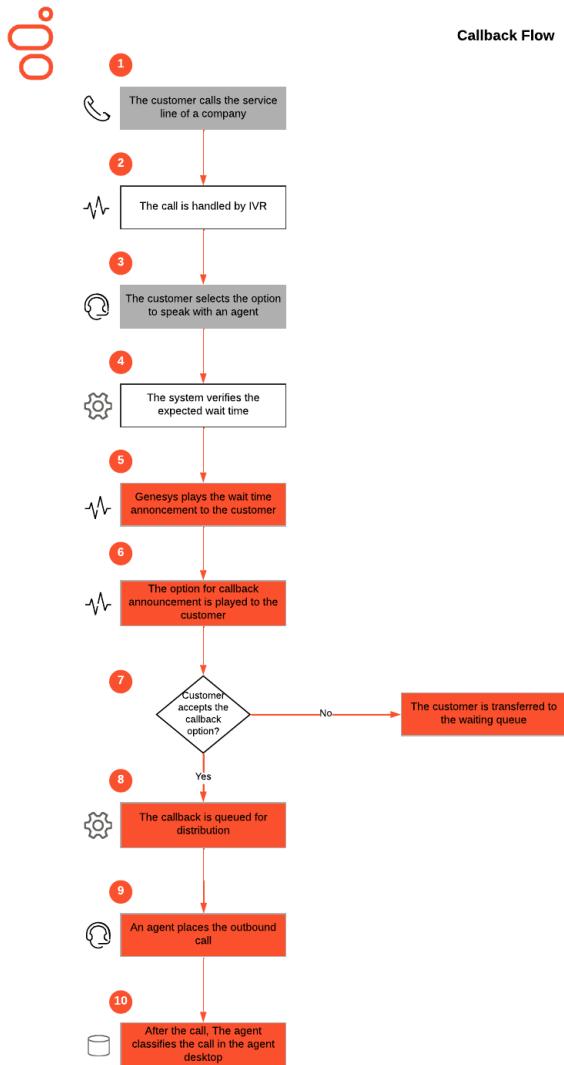 Callback Flow
1
The customer calls the service
line of a company
2
The call is handled by IVR
3
The customer selects the option
to speak with an agent
4
The system verifies the
expected wait time
5
Genesys plays the wait time
annoncement to the customer
6
The option for callback
announcement is played to the
customer
7
Customer
accepts the
callback
option?
No
The customer is transferred to
the waiting queue
Yes
8
The callback is queued for
distribution
9
An agent places the outbound
call
10
After the call, The agent
classifies the call in the agent
desktop